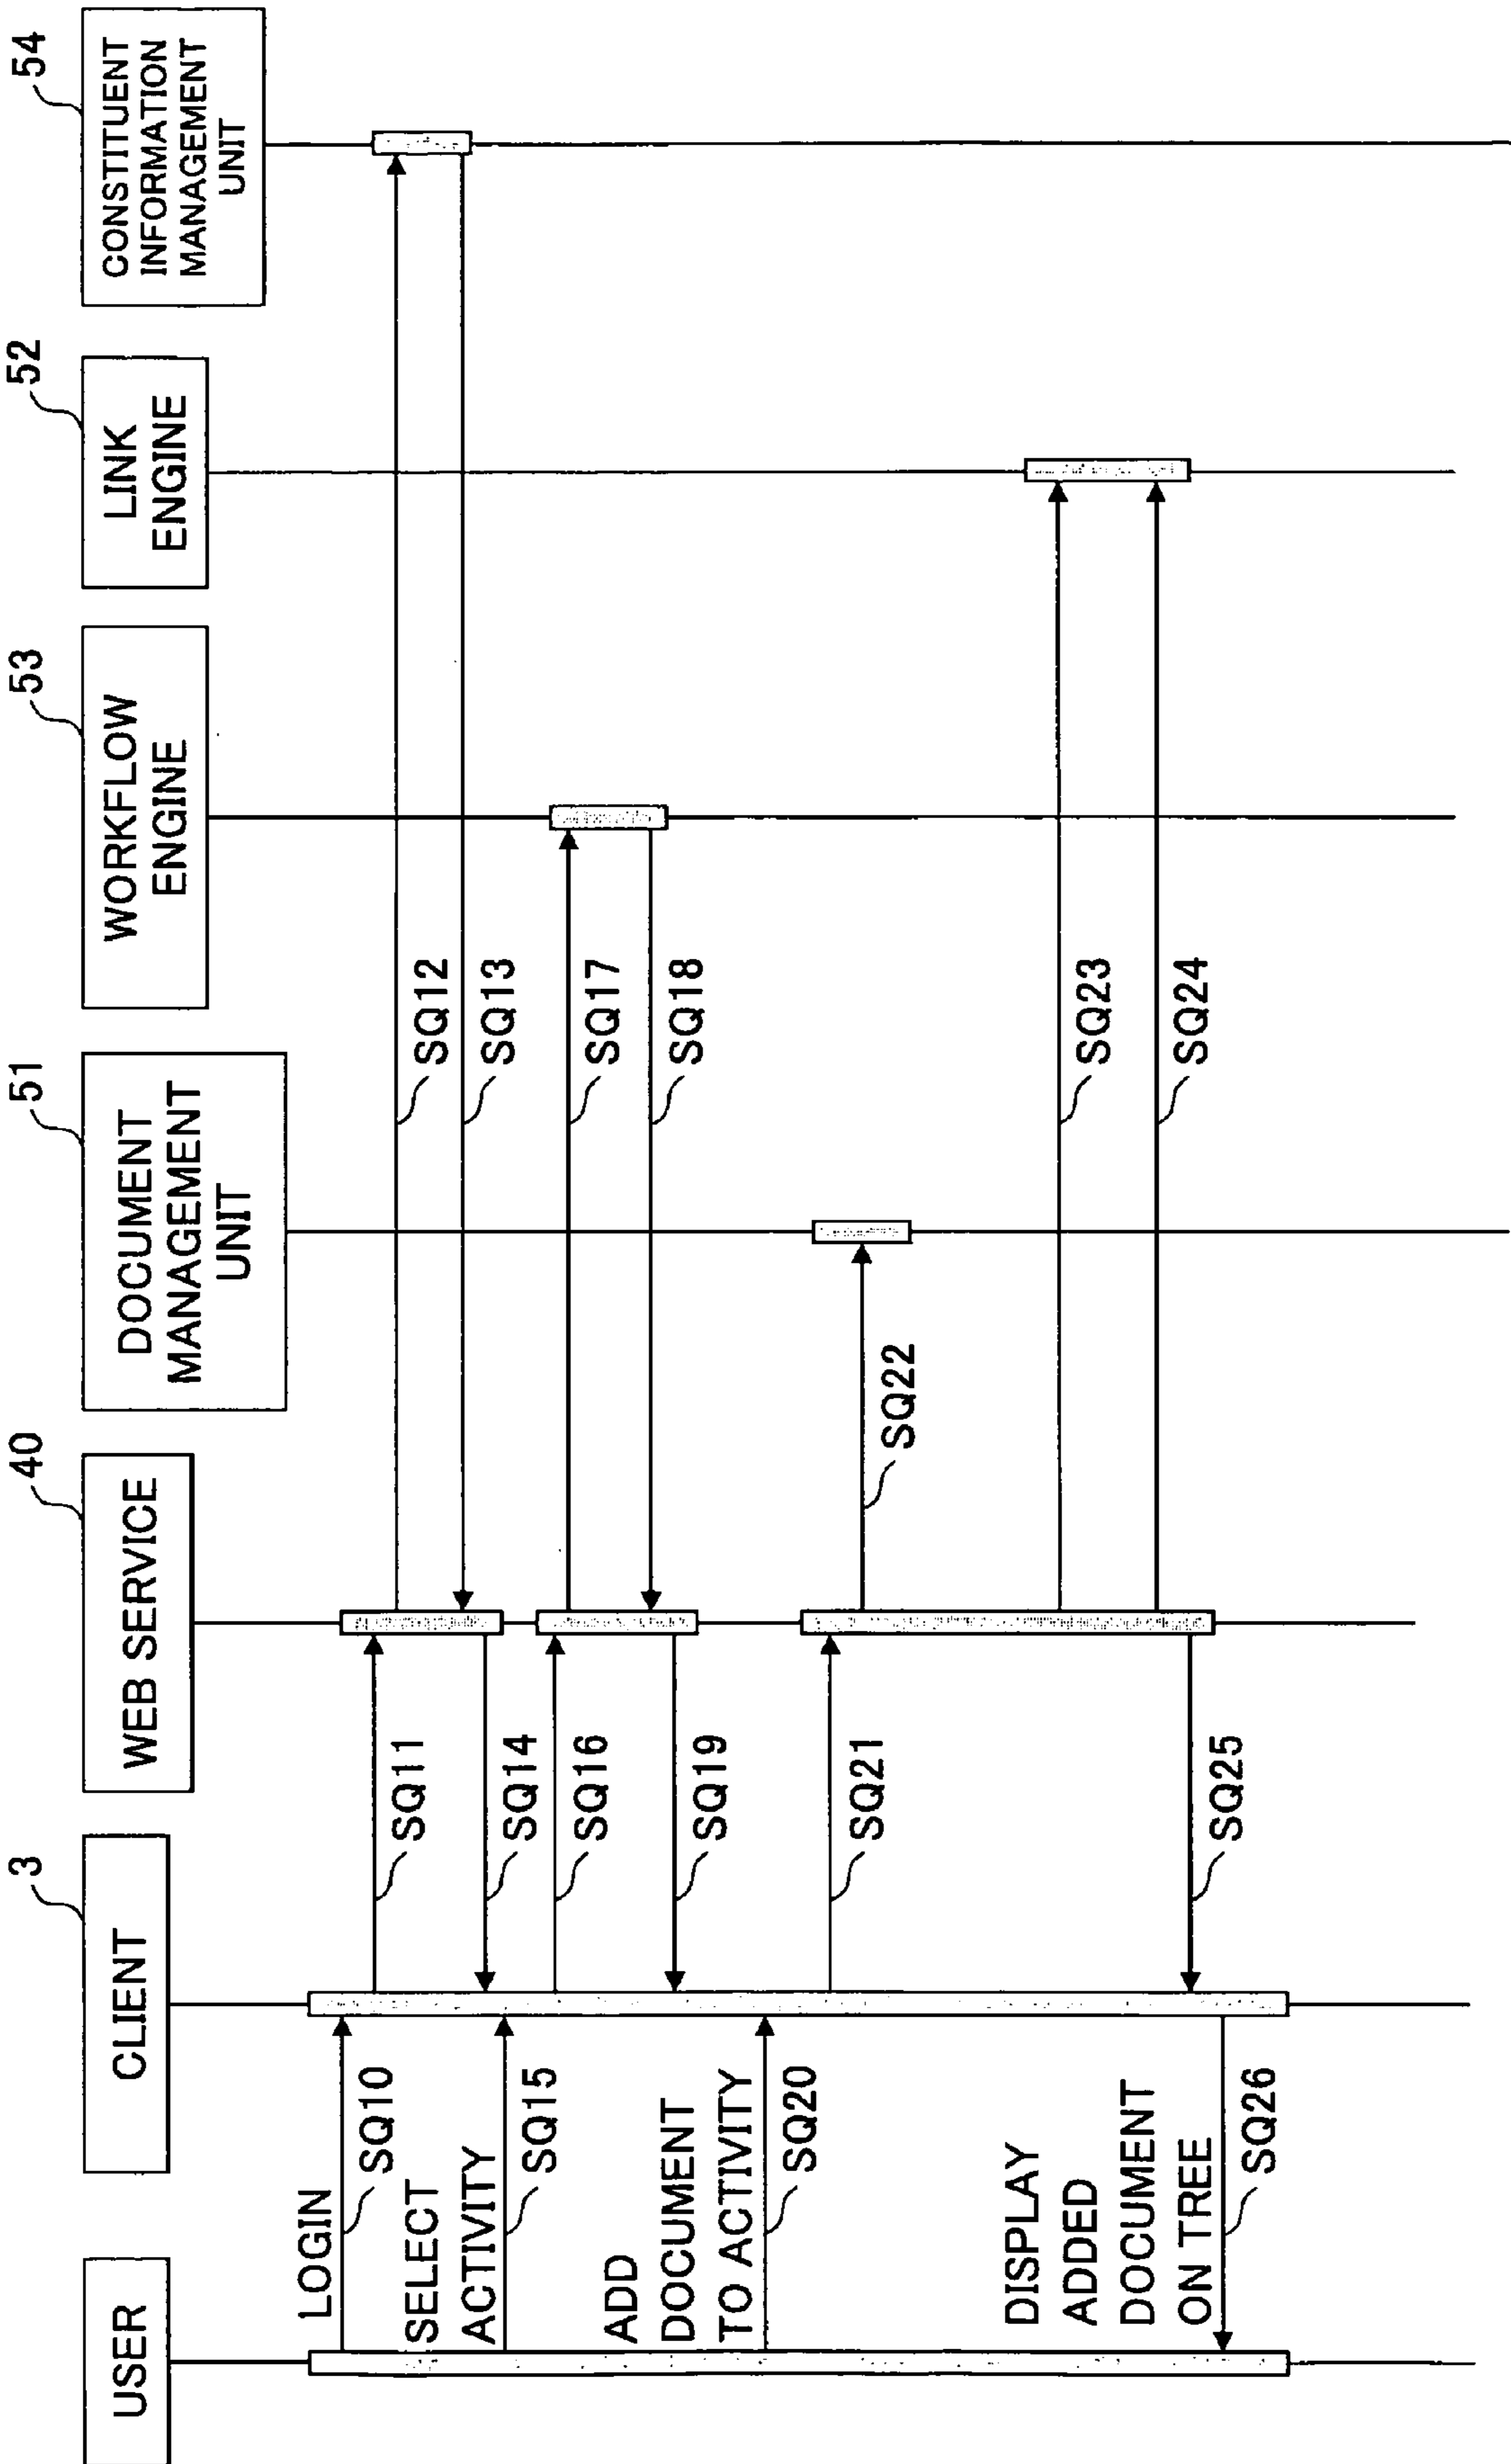 USER
CLIENT
3
WEB SERVICE
40
DOCUMENT
MANAGEMENT
UNIT
51
WORKFLOW
ENGINE
53
LINK
ENGINE
52
CONSTITUENT
INFORMATION
MANAGEMENT
UNIT
54
LOGIN
SQ10
SQ11
SQ12
SQ13
SQ14
SELECT
ACTIVITY
SQ15
SQ16
SQ17
SQ18
SQ19
ADD
DOCUMENT
TO ACTIVITY
SQ20
SQ21
SQ22
SQ23
SQ24
SQ25
DISPLAY
ADDED
DOCUMENT
ON TREE
SQ26